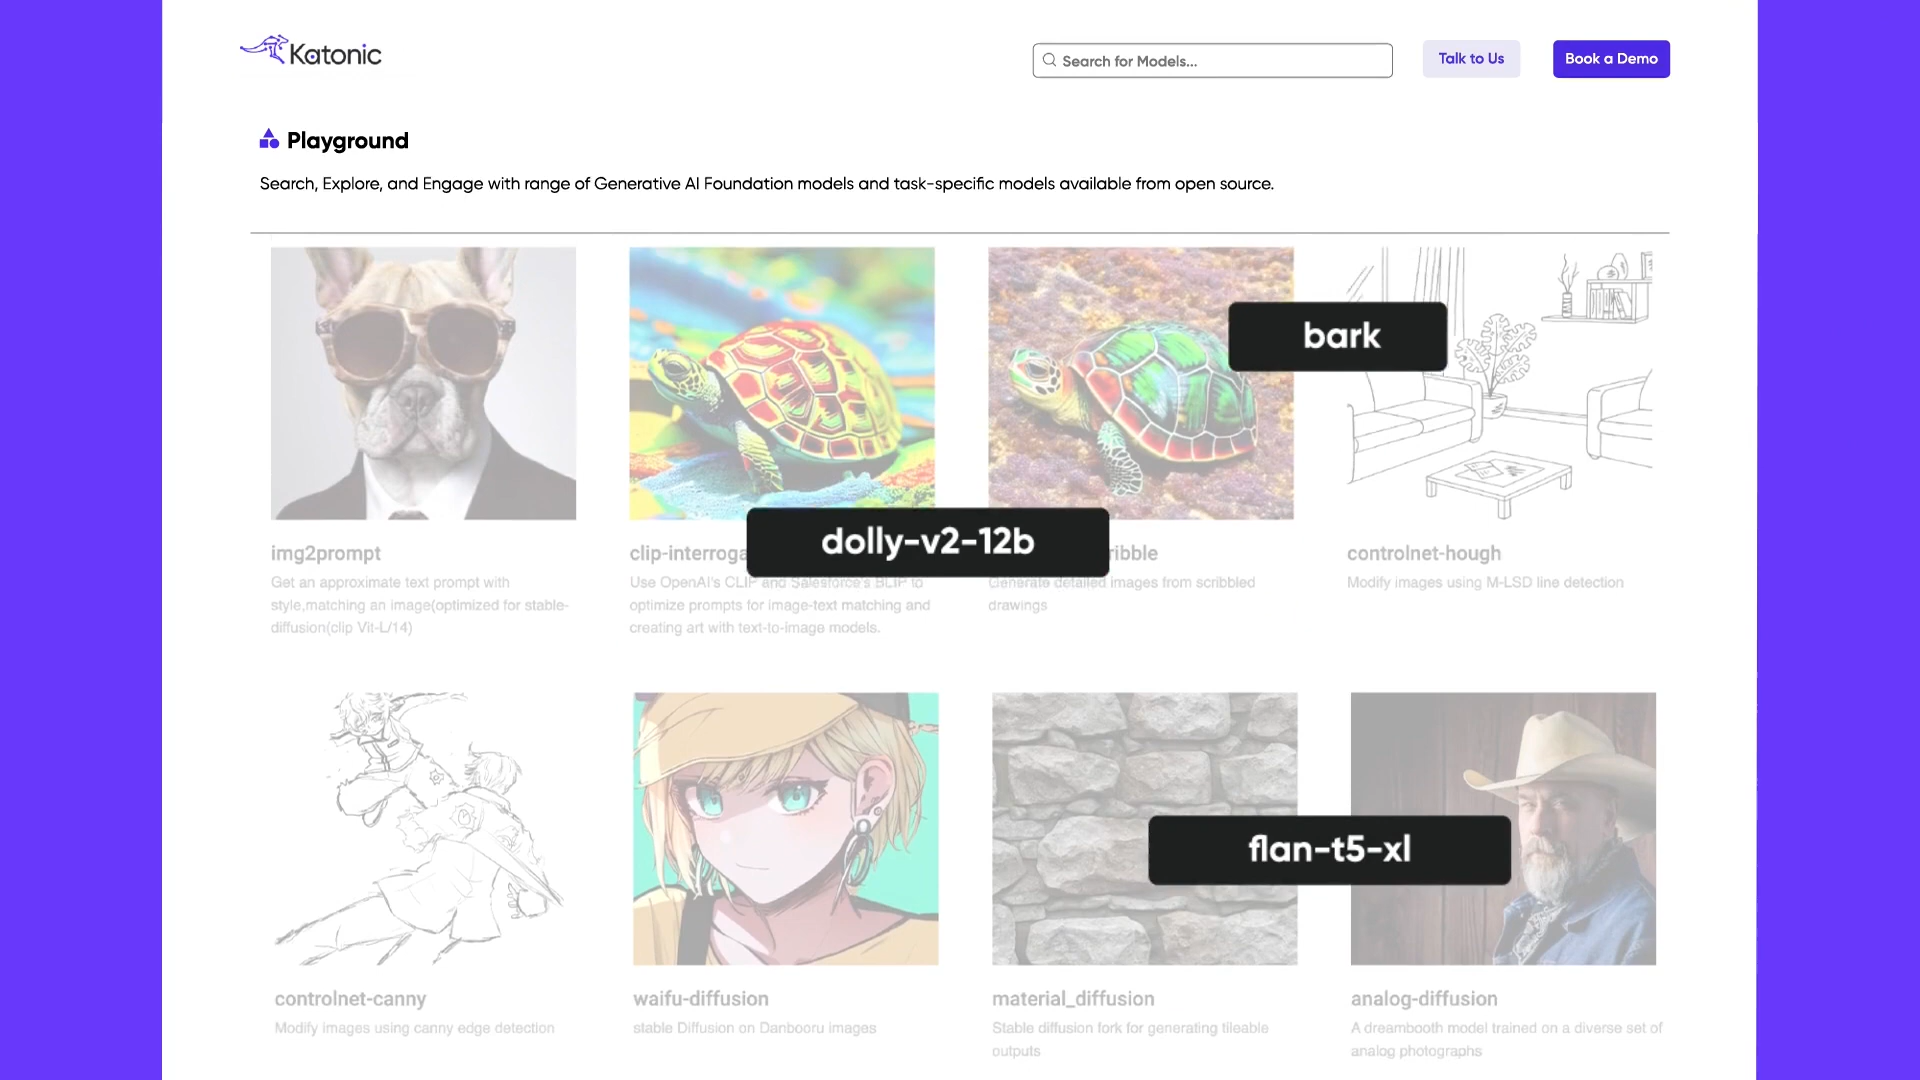 Katonic
Search for Models...
Talk to Us
Book a Demo
Playground
Search, Explore, and Engage with range of Generative AI Foundation models and task-specific models available from open source.
bark
dolly-v2-12b
img2prompt
Get an approximate text prompt with
style,matching an image(optimized for stable-
diffusion(clip Vit-L/14)
clip-interroga
Use OpenAI's CLIP and Salesforce's BLIP to
optimize prompts for image-text matching and
creating art with text-to-image models.
ribble
Generate detailed images from scribbled
drawings
controlnet-hough
Modify images using M-LSD line detection
flan-t5-xl
controlnet-canny
Modify images using canny edge detection
waifu-diffusion
stable Diffusion on Danbooru images
material_diffusion
Stable diffusion fork for generating tileable
outputs
analog-diffusion
A dreambooth model trained on a diverse set of
analog photographs